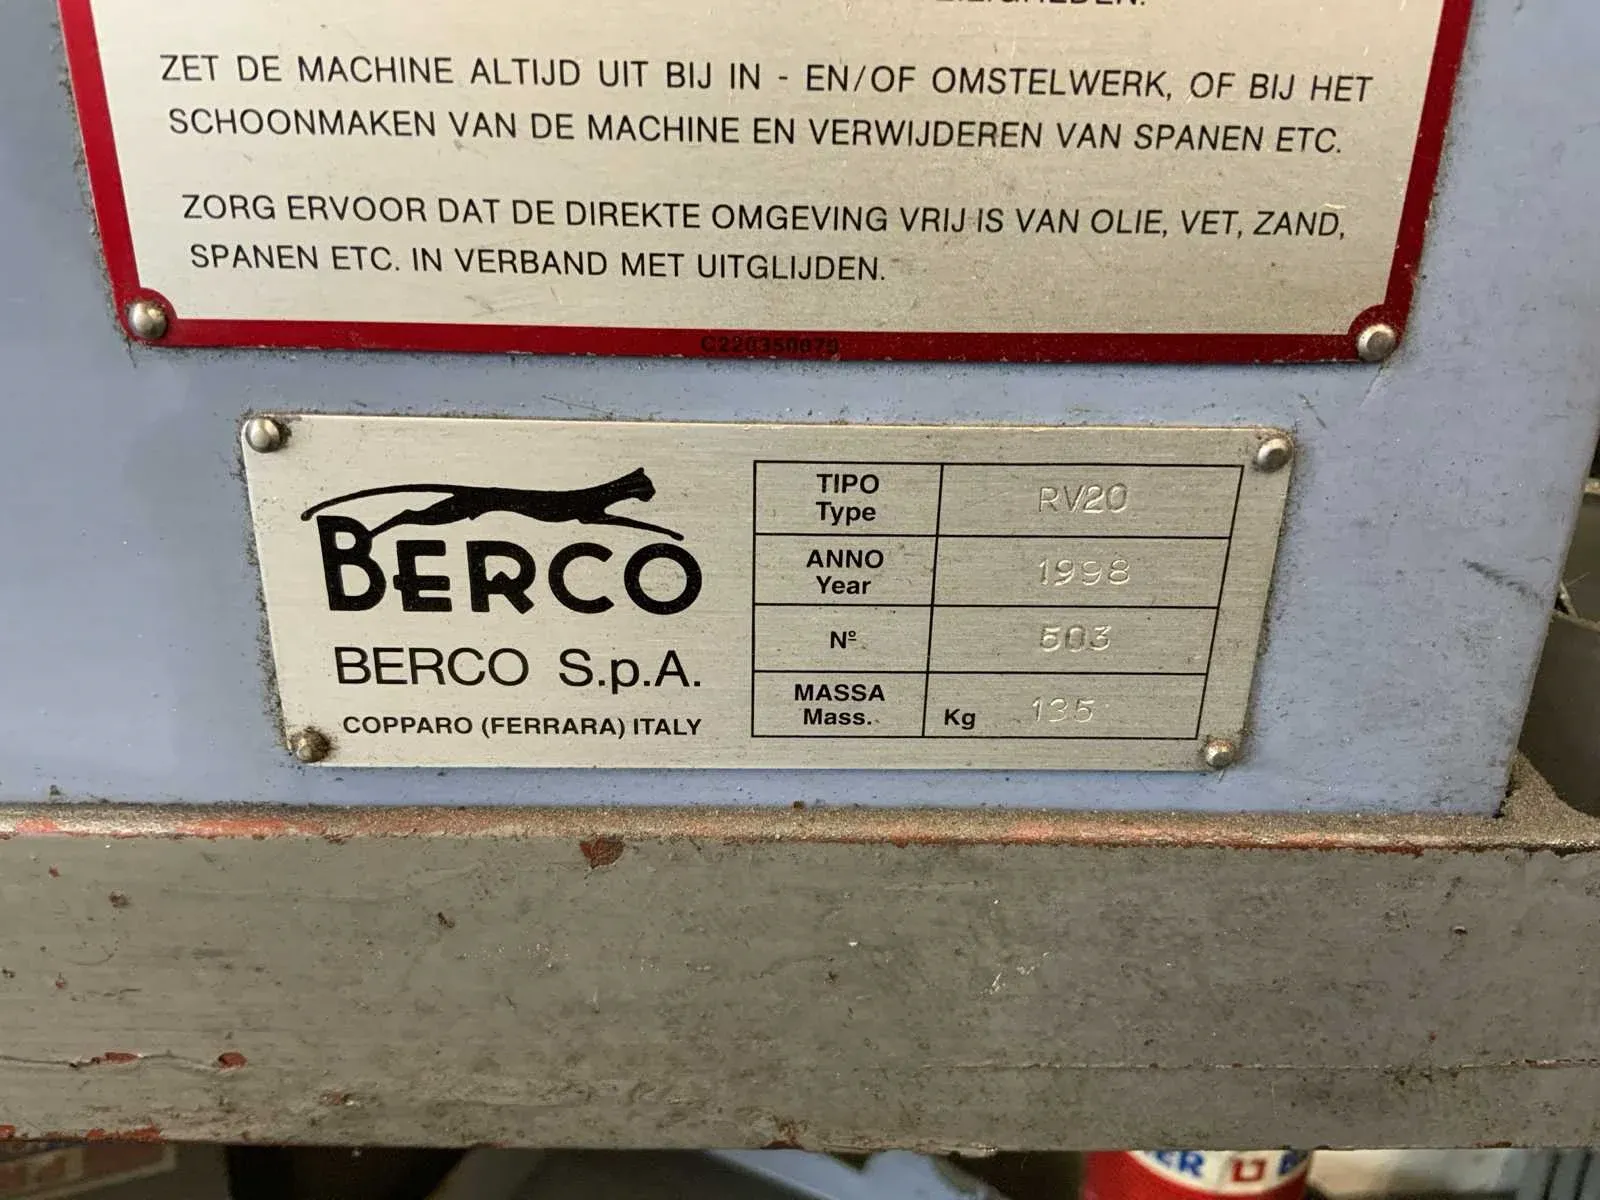 ZET DE MACHINE ALTIJD UIT BIJ IN - EN/OF OMSTELWERK, OF BIJ HET
SCHOONMAKEN VAN DE MACHINE EN VERWIJDEREN VAN SPANEN ETC.
ZORG ERVOOR DAT DE DIREKTE OMGEVING VRIJ IS VAN OLIE, VET, ZAND,
SPANEN ETC. IN VERBAND MET UITGLIJDEN.
C220350079
BERCO
BERCO S.p.A.
COPPARO (FERRARA) ITALY
TIPO
Type
RV20
ANNO
Year
1998
Nº
503
MASSA
Mass.
Kg 135